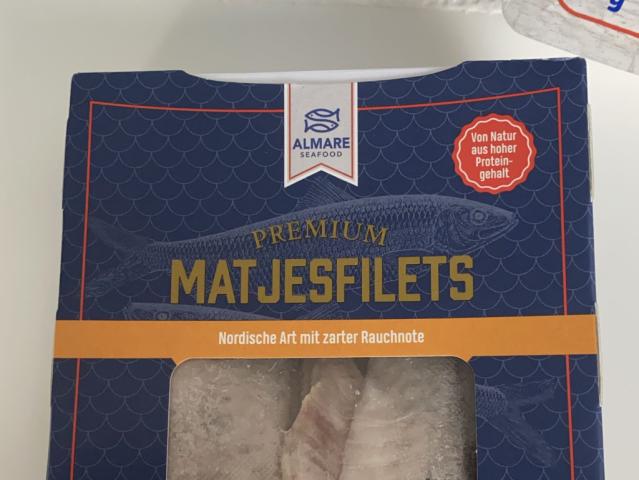 ALMARE
SEAFOOD
Von Natur
aus hoher
Protein-
gehalt
PREMIUM
MATJESFILETS
Nordische Art mit zarter Rauchnote